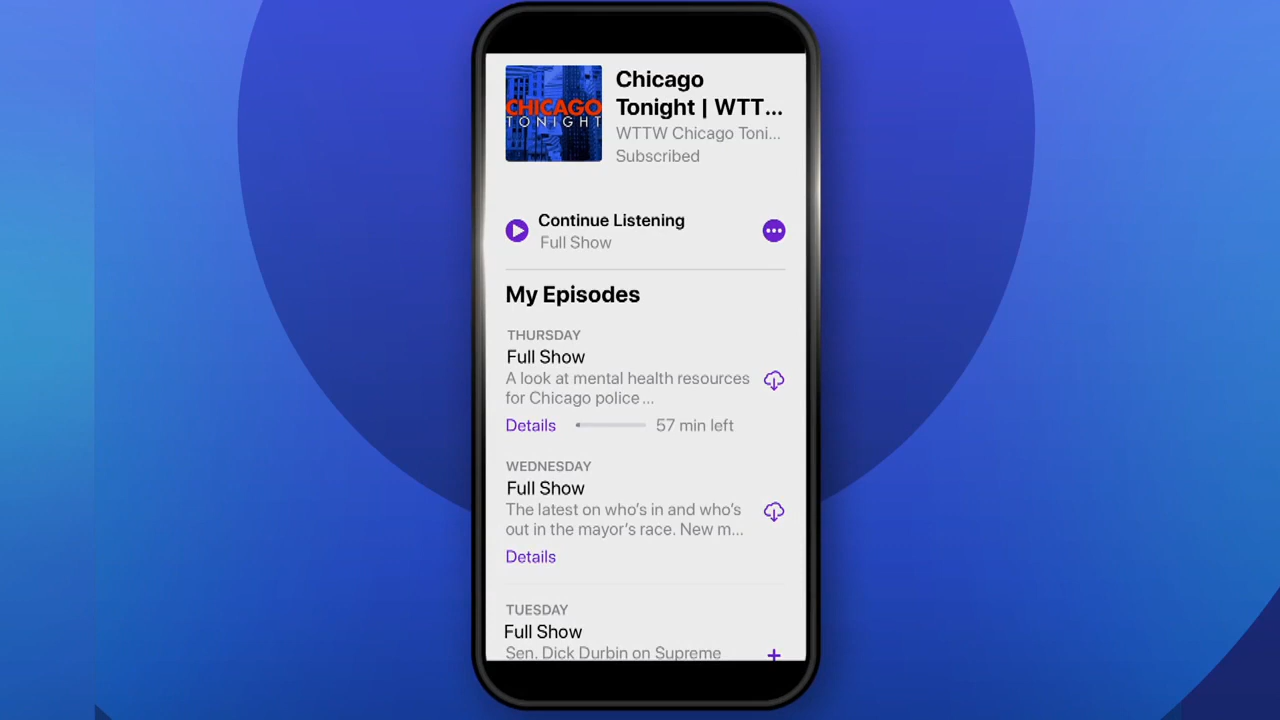 CHICAGO
TONIGHT
Chicago
Tonight | WTT...
WTTW Chicago Toni...
Subscribed
Continue Listening
Full Show
My Episodes
THURSDAY
Full Show
A look at mental health resources
for Chicago police ...
Details
57 min left
WEDNESDAY
Full Show
The latest on who's in and who's
out in the mayor's race. New m...
Details
TUESDAY
Full Show
Sen. Dick Durbin on Supreme